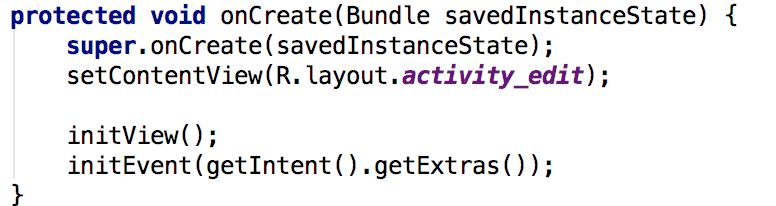 protected void onCreate(Bundle savedInstanceState) {
    super.onCreate(savedInstanceState);
    setContentView(R.layout.activity_edit);

    initView();
    initEvent(getIntent().getExtras());
}